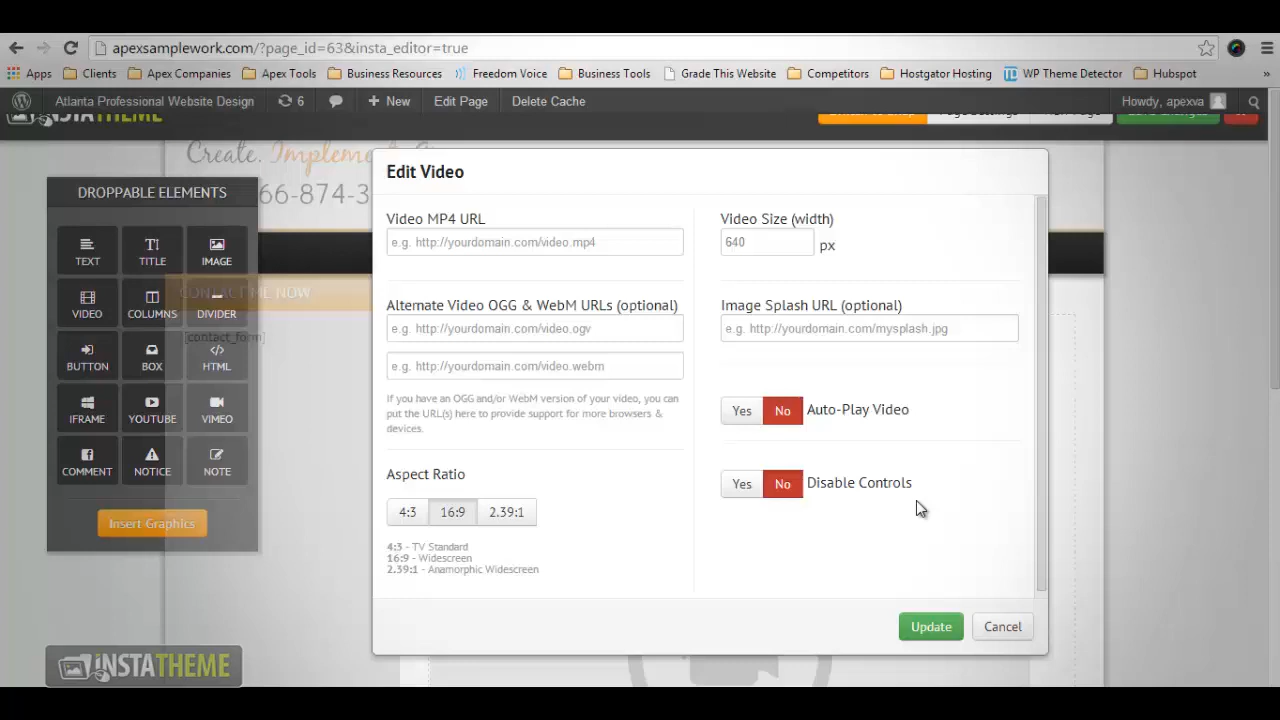 apexsamplework.com/?page_id=63&insta_editor=true
Apps Clients Apex Companies Apex Tools Business Resources Freedom Voice Business Tools Grade This Website Competitors Hostgator Hosting WP Theme Detector Hubspot »
Atlanta Professional Website Design 6 + New Edit Page Delete Cache Howdy, apexva
INSTATHEME
Create. Implement.
66-874-3
Edit Video
DROPPABLE ELEMENTS
TEXT TITLE IMAGE
VIDEO COLUMNS DIVIDER
BUTTON BOX HTML
IFRAME YOUTUBE VIMEO
COMMENT NOTICE NOTE
Insert Graphics
CONTACT ME NOW
[contact_form]
Video MP4 URL
e.g. http://yourdomain.com/video.mp4
Alternate Video OGG & WebM URLs (optional)
e.g. http://yourdomain.com/video.ogv
e.g. http://yourdomain.com/video.webm
If you have an OGG and/or WebM version of your video, you can
put the URL(s) here to provide support for more browsers &
devices.
Aspect Ratio
4:3 16:9 2.39:1
4:3 - TV Standard
16:9 - Widescreen
2.39:1 - Anamorphic Widescreen
Video Size (width)
640 px
Image Splash URL (optional)
e.g. http://yourdomain.com/mysplash.jpg
Yes No Auto-Play Video
Yes No Disable Controls
Update Cancel
INSTATHEME